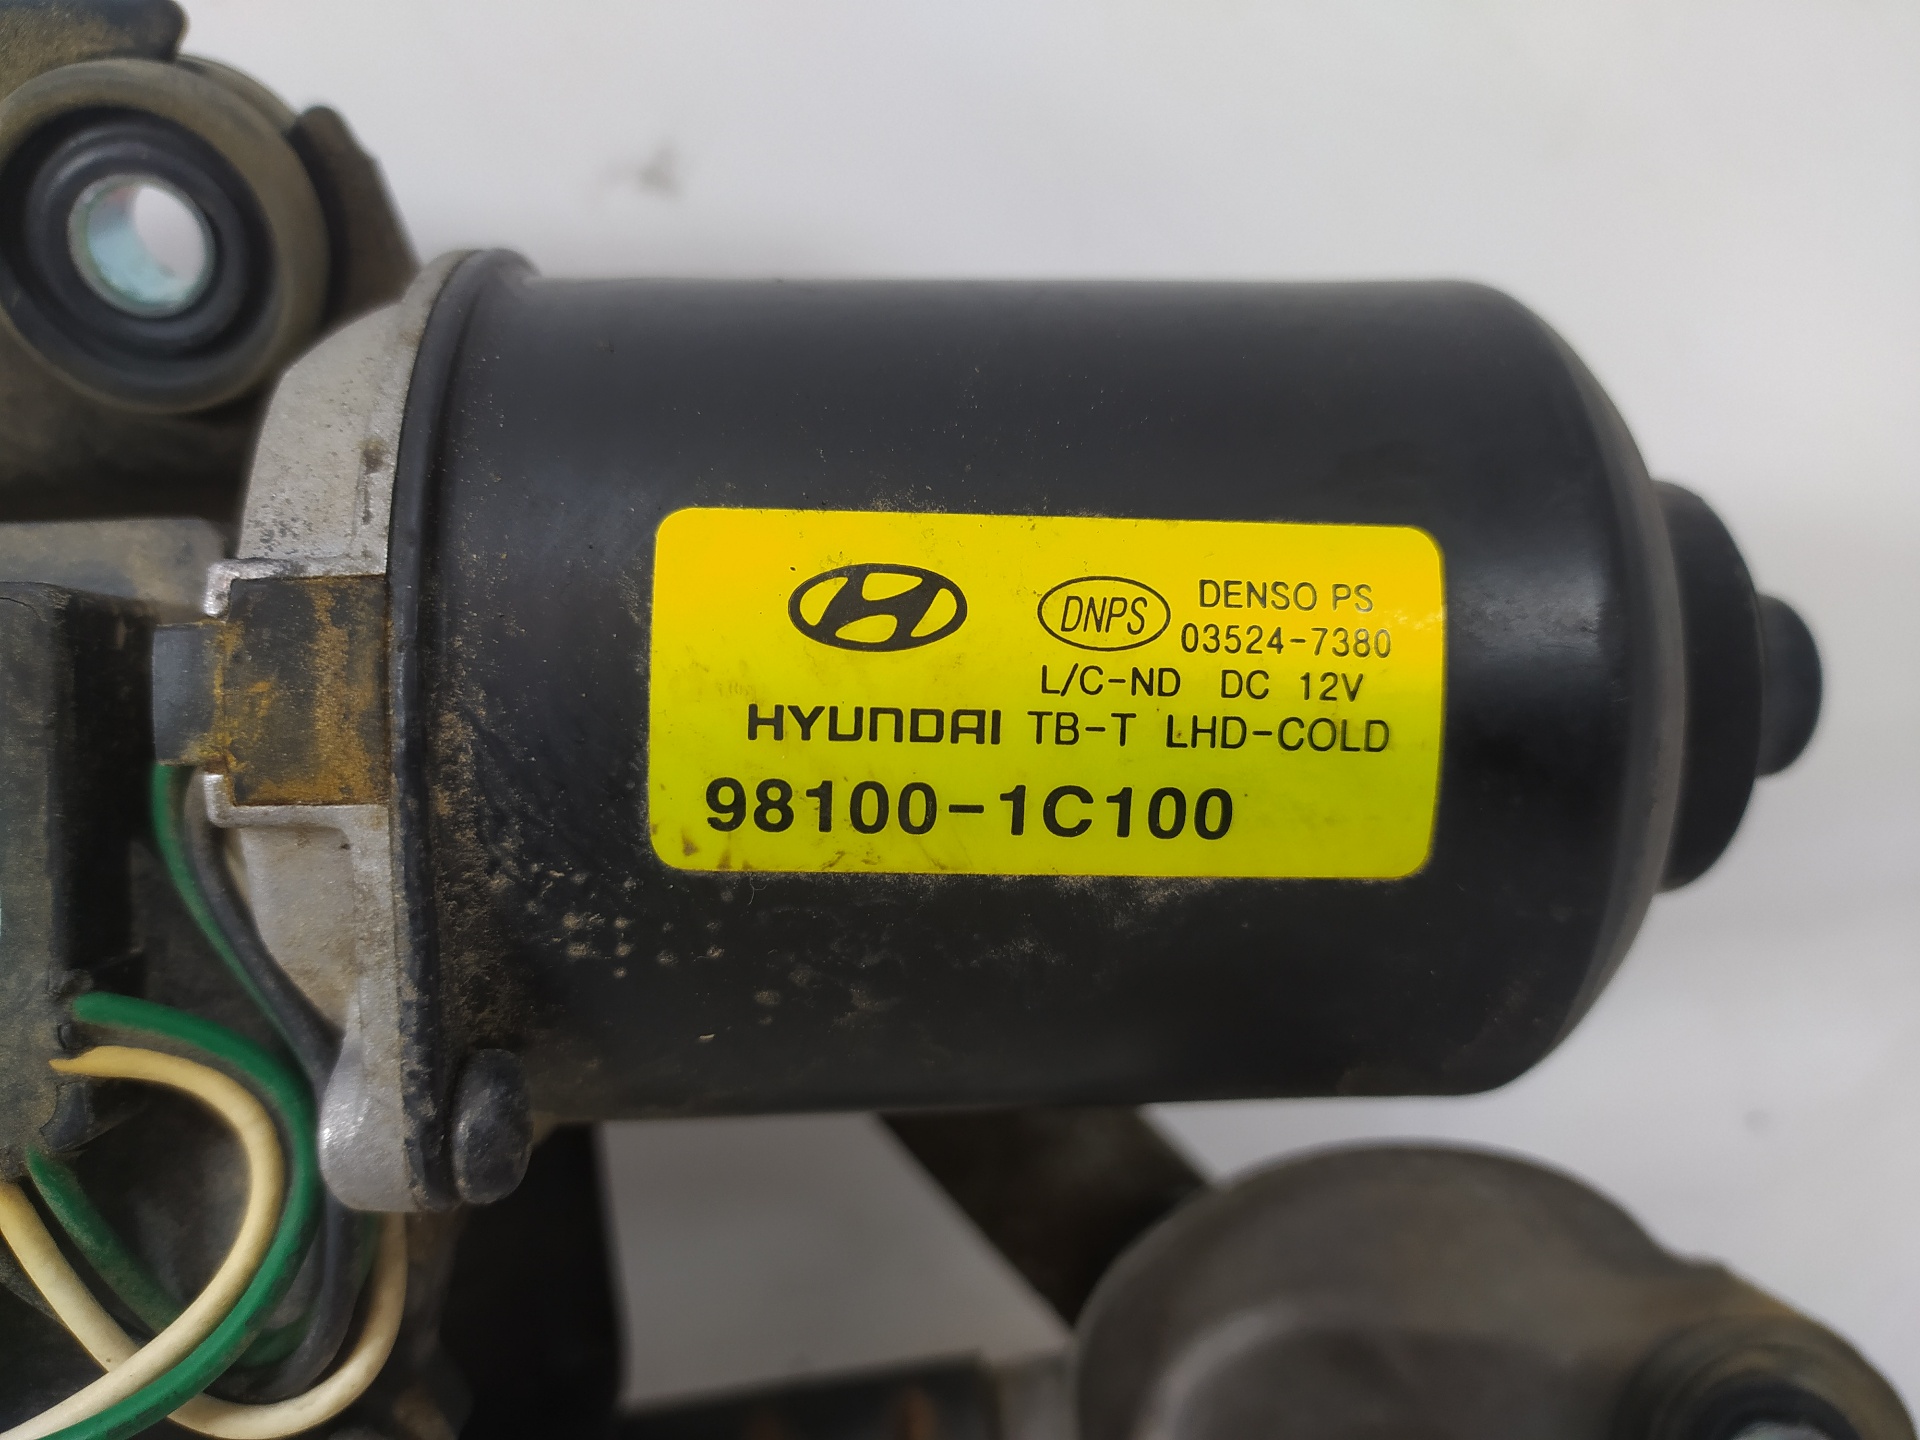 DNPS DENSO PS
03524-7380
L/C-ND DC 12V
HYUNDAI TB-T LHD-COLD
98100-1C100